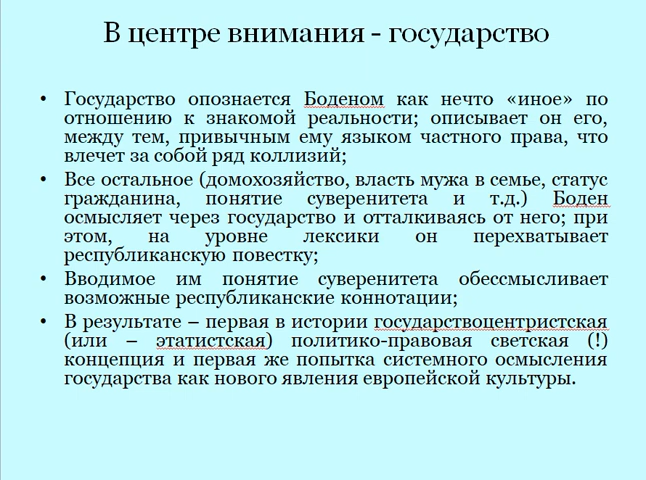 В центре внимания - государство
• Государство опознается Боденом как нечто «иное» по
отношению к знакомой реальности; описывает он его,
между тем, привычным ему языком частного права, что
влечет за собой ряд коллизий;
• Все остальное (домохозяйство, власть мужа в семье, статус
гражданина, понятие суверенитета и т.д.) Боден
осмысляет через государство и отталкиваясь от него; при
этом, на уровне лексики он перехватывает
республиканскую повестку;
• Вводимое им понятие суверенитета обессмысливает
возможные республиканские коннотации;
• В результате – первая в истории государствоцентристская
(или – этатистская) политико-правовая светская (!)
концепция и первая же попытка системного осмысления
государства как нового явления европейской культуры.